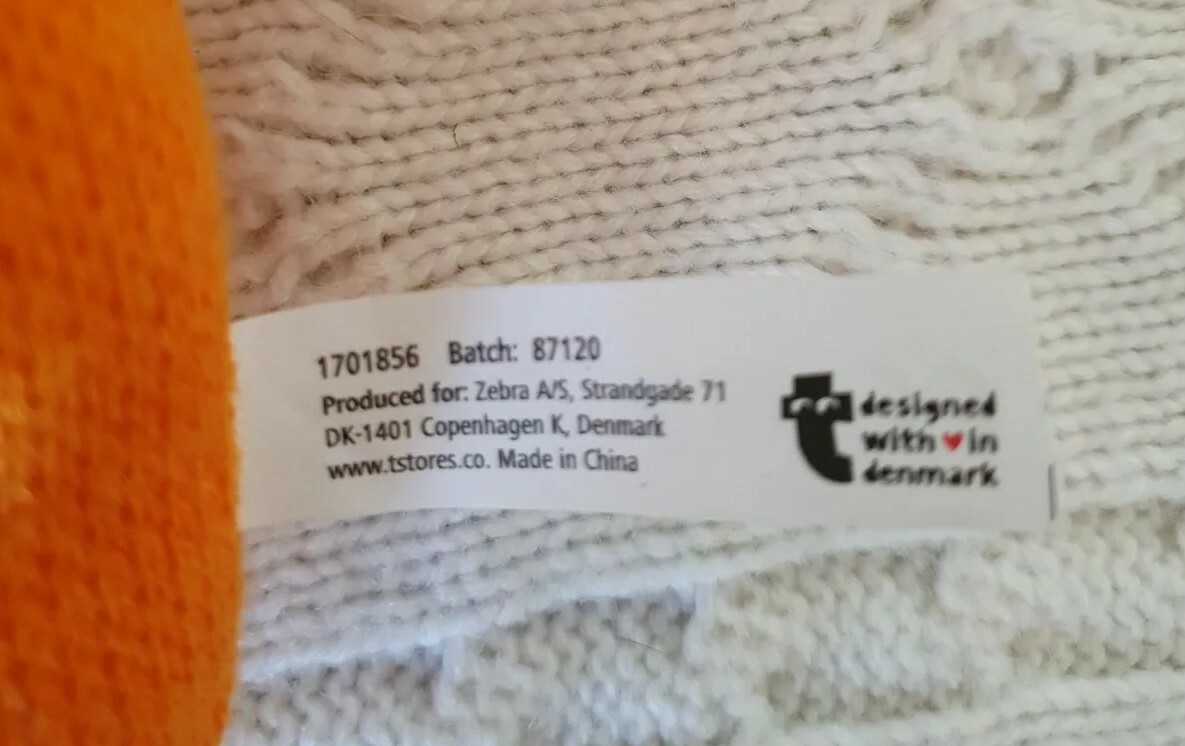 1701856 Batch: 87120
Produced for: Zebra A/S, Strandgade 71
DK-1401 Copenhagen K, Denmark
www.tstores.co. Made in China
t designed
with ♥ in
denmark